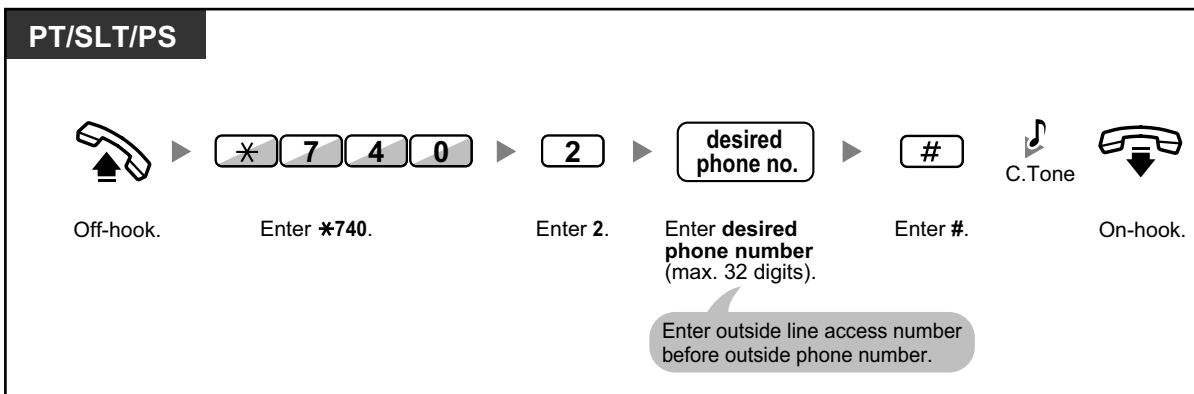 PT/SLT/PS
* 7 4 0
2
desired
phone no.
#
C.Tone
Off-hook.
Enter *740.
Enter 2.
Enter desired
phone number
(max. 32 digits).
Enter #.
On-hook.
Enter outside line access number
before outside phone number.